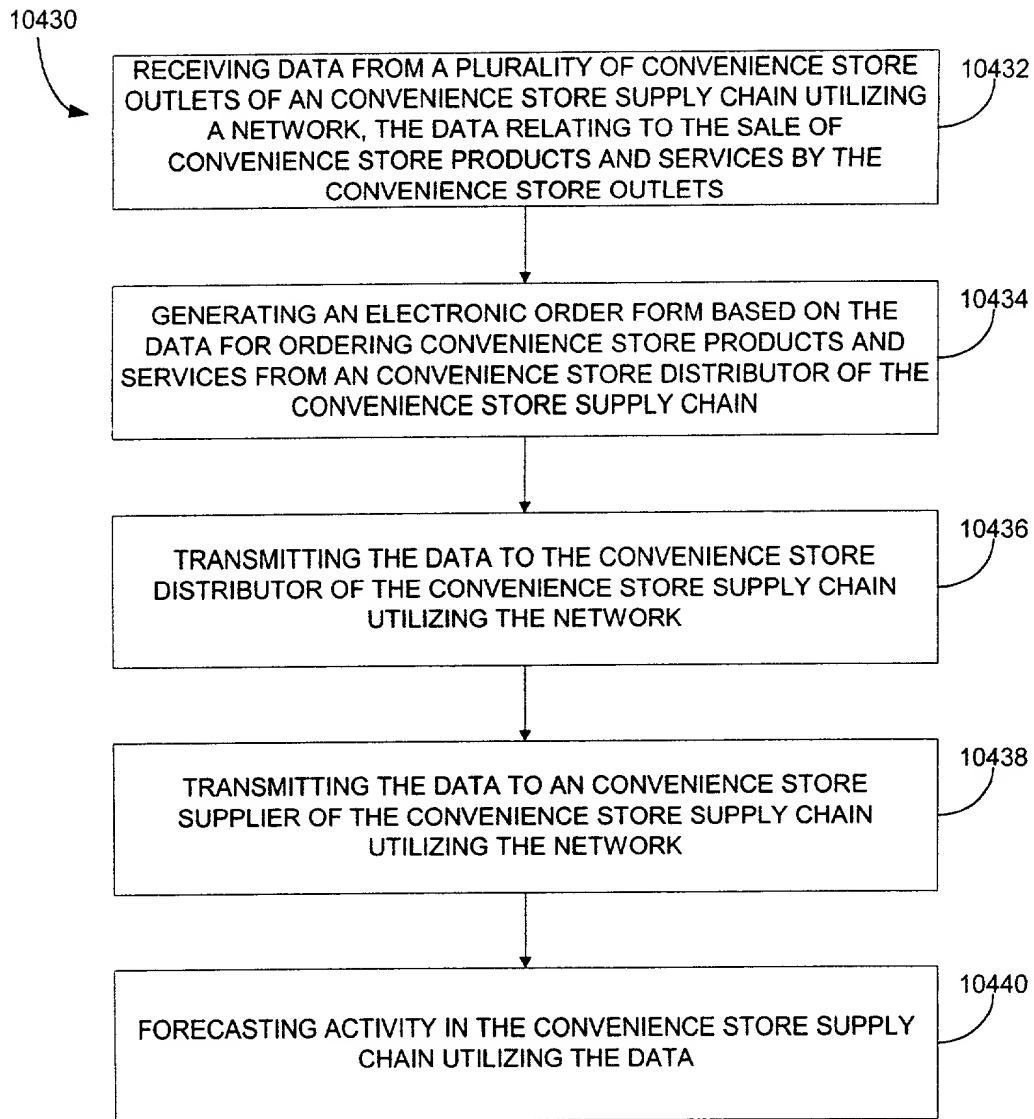 10430
RECEIVING DATA FROM A PLURALITY OF CONVENIENCE STORE
OUTLETS OF AN CONVENIENCE STORE SUPPLY CHAIN UTILIZING
A NETWORK, THE DATA RELATING TO THE SALE OF
CONVENIENCE STORE PRODUCTS AND SERVICES BY THE
CONVENIENCE STORE OUTLETS
10432
GENERATING AN ELECTRONIC ORDER FORM BASED ON THE
DATA FOR ORDERING CONVENIENCE STORE PRODUCTS AND
SERVICES FROM AN CONVENIENCE STORE DISTRIBUTOR OF THE
CONVENIENCE STORE SUPPLY CHAIN
10434
TRANSMITTING THE DATA TO THE CONVENIENCE STORE
DISTRIBUTOR OF THE CONVENIENCE STORE SUPPLY CHAIN
UTILIZING THE NETWORK
10436
TRANSMITTING THE DATA TO AN CONVENIENCE STORE
SUPPLIER OF THE CONVENIENCE STORE SUPPLY CHAIN
UTILIZING THE NETWORK
10438
FORECASTING ACTIVITY IN THE CONVENIENCE STORE SUPPLY
CHAIN UTILIZING THE DATA
10440